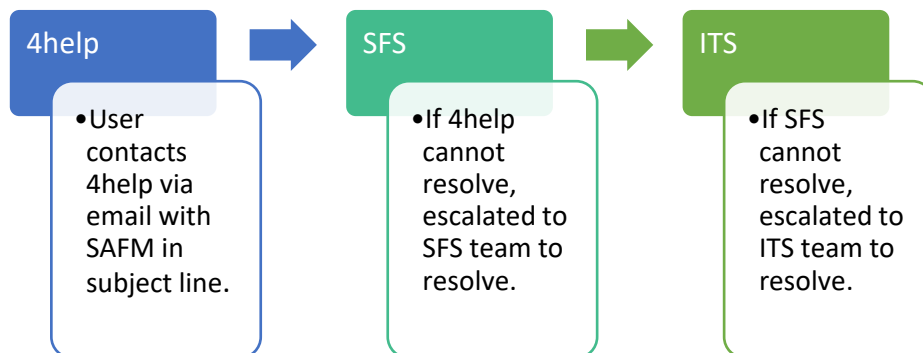 4help
•User
contacts
4help via
email with
SAFM in
subject line.
SFS
•If 4help
cannot
resolve,
escalated to
SFS team to
resolve.
ITS
•If SFS
cannot
resolve,
escalated to
ITS team to
resolve.